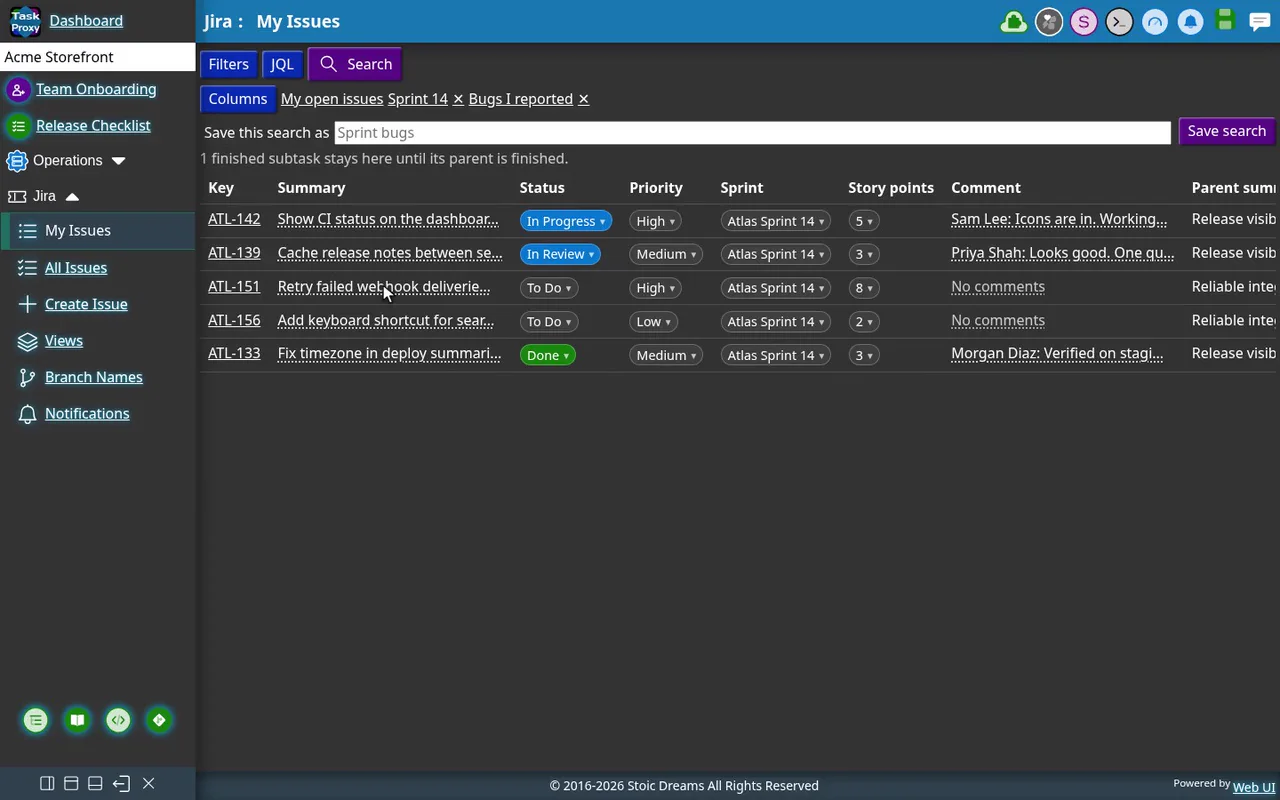 Task Proxy
Dashboard
Jira : My Issues
S
Acme Storefront
Team Onboarding
Release Checklist
Operations
Jira
My Issues
All Issues
Create Issue
Views
Branch Names
Notifications
Filters JQL Search
Columns My open issues Sprint 14 ✕ Bugs I reported ✕
Save this search as Sprint bugs Save search
1 finished subtask stays here until its parent is finished.
Key Summary Status Priority Sprint Story points Comment Parent sum
ATL-142 Show CI status on the dashboar... In Progress ▾ High ▾ Atlas Sprint 14 ▾ 5 ▾ Sam Lee: Icons are in. Working... Release visib
ATL-139 Cache release notes between se... In Review ▾ Medium ▾ Atlas Sprint 14 ▾ 3 ▾ Priya Shah: Looks good. One qu... Release visib
ATL-151 Retry failed webhook deliverie... To Do ▾ High ▾ Atlas Sprint 14 ▾ 8 ▾ No comments Reliable inte
ATL-156 Add keyboard shortcut for sear... To Do ▾ Low ▾ Atlas Sprint 14 ▾ 2 ▾ No comments Reliable inte
ATL-133 Fix timezone in deploy summari... Done ▾ Medium ▾ Atlas Sprint 14 ▾ 3 ▾ Morgan Diaz: Verified on stagi... Release visib
© 2016-2026 Stoic Dreams All Rights Reserved
Powered by Web UI